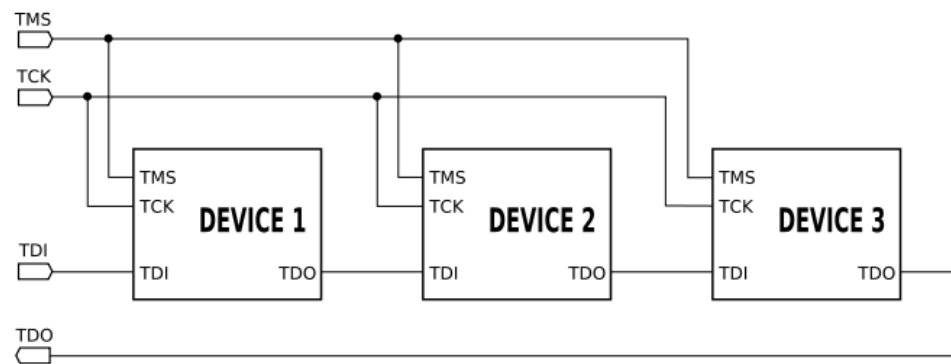 TMS
TCK
TMS
TCK
DEVICE 1
TDI
TDO
TMS
TCK
DEVICE 2
TDI
TDO
TMS
TCK
DEVICE 3
TDI
TDO
TDI
TDO